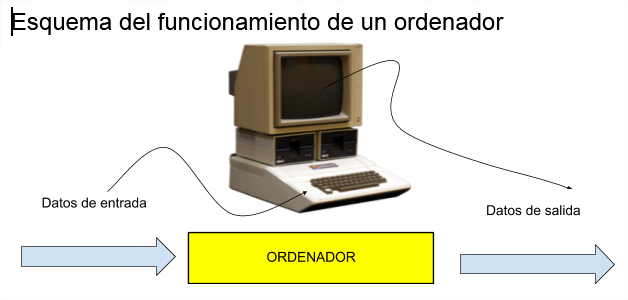 Esquema del funcionamiento de un ordenador
Datos de entrada
Datos de salida
ORDENADOR